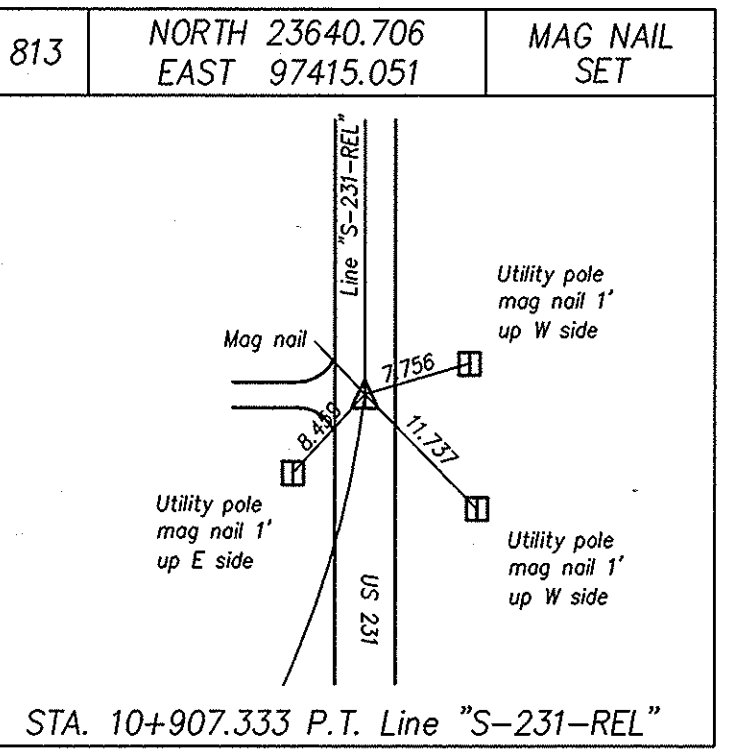 813
NORTH 23640.706
EAST 97415.051
MAG NAIL
SET
Line "S-231-REL"
Utility pole
mag nail 1'
up W side
Mag nail
7.756
8.459
11.737
Utility pole
mag nail 1'
up E side
Utility pole
mag nail 1'
up W side
US 231
STA. 10+907.333 P.T. Line "S-231-REL"